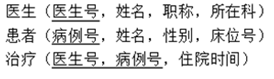 医生（医生号，姓名，职称，所在科）
患者（病例号，姓名，性别，床位号）
治疗（医生号，病例号，住院时间）